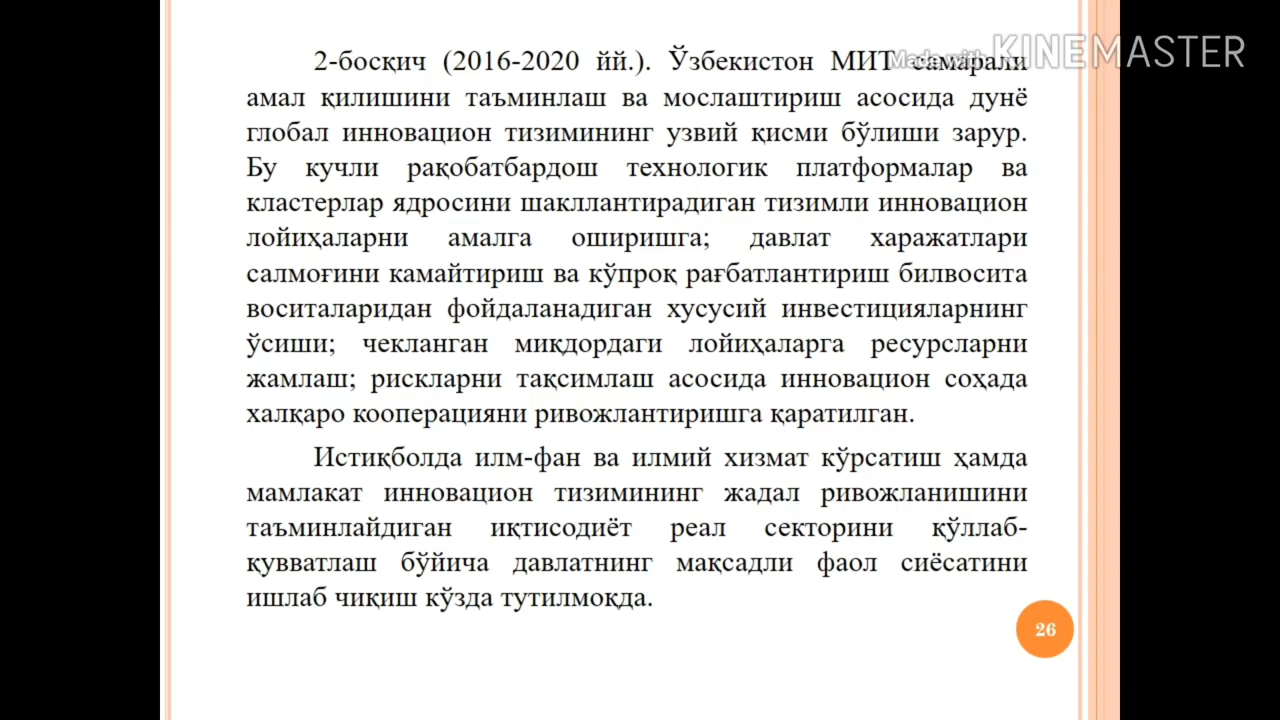 Made with KINEMASTER
2-босқич (2016-2020 йй.). Ўзбекистон МИТ самарали
амал қилишини таъминлаш ва мослаштириш асосида дунё
глобал инновацион тизимининг узвий қисми бўлиши зарур.
Бу кучли рақобатбардош технологик платформалар ва
кластерлар ядросини шакллантирадиган тизимли инновацион
лойиҳаларни амалга оширишга; давлат харажатлари
салмоғини камайтириш ва кўпроқ рағбатлантириш билвосита
воситаларидан фойдаланадиган хусусий инвестицияларнинг
ўсиши; чекланган миқдордаги лойиҳаларга ресурсларни
жамлаш; рискларни тақсимлаш асосида инновацион соҳада
халқаро кооперацияни ривожлантиришга қаратилган.
Истиқболда илм-фан ва илмий хизмат кўрсатиш ҳамда
мамлакат инновацион тизимининг жадал ривожланишини
таъминлайдиган иқтисодиёт реал секторини қўллаб-
қувватлаш бўйича давлатнинг мақсадли фаол сиёсатини
ишлаб чиқиш кўзда тутилмоқда.
26